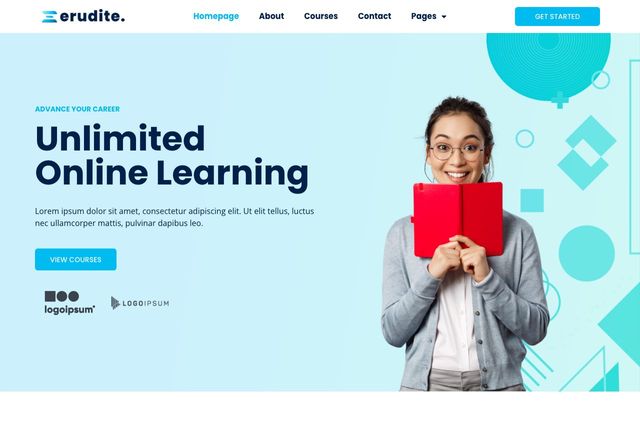 erudite.
Homepage About Courses Contact Pages
GET STARTED
ADVANCE YOUR CAREER
Unlimited
Online Learning
Lorem ipsum dolor sit amet, consectetur adipiscing elit. Ut elit tellus, luctus
nec ullamcorper mattis, pulvinar dapibus leo.
VIEW COURSES
logoipsum
LOGOIPSUM